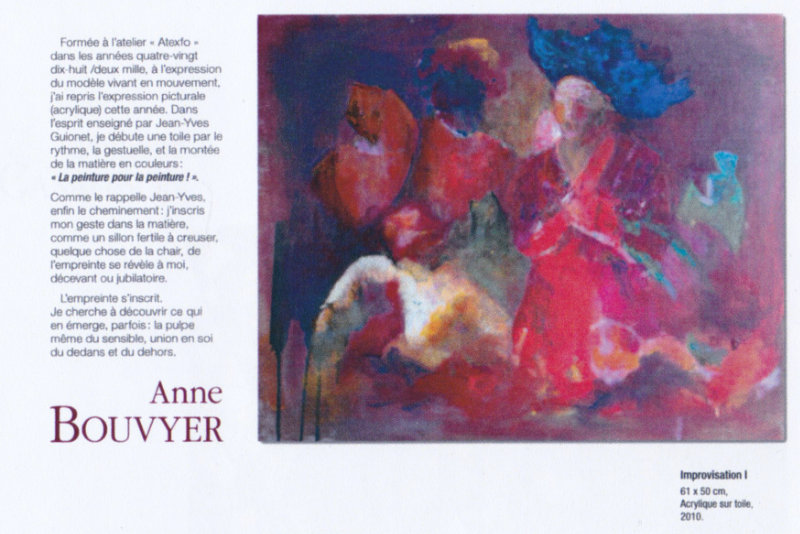 Formée à l'atelier « Atexfo »
dans les années quatre-vingt
dix-huit /deux mille, à l'expression
du modèle vivant en mouvement,
j'ai repris l'expression picturale
(acrylique) cette année. Dans
l'esprit enseigné par Jean-Yves
Guionet, je débute une toile par le
rythme, la gestuelle, et la montée
de la matière en couleurs :
« La peinture pour la peinture ! ».
Comme le rappelle Jean-Yves,
enfin le cheminement : j'inscris
mon geste dans la matière,
comme un sillon fertile à creuser,
quelque chose de la chair, de
l'empreinte se révèle à moi,
décevant ou jubilatoire.
L'empreinte s'inscrit.
Je cherche à découvrir ce qui
en émerge, parfois : la pulpe
même du sensible, union en soi
du dedans et du dehors.
Anne
BOUVYER
Improvisation I
61 x 50 cm,
Acrylique sur toile,
2010.